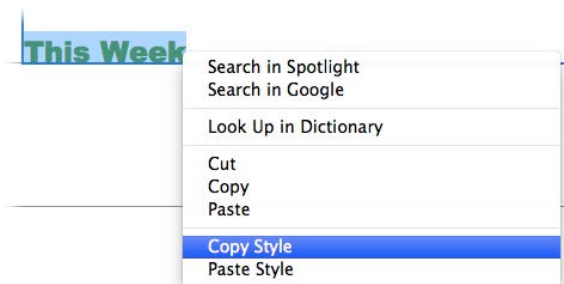 This Week
Search in Spotlight
Search in Google
Look Up in Dictionary
Cut
Copy
Paste
Copy Style
Paste Style